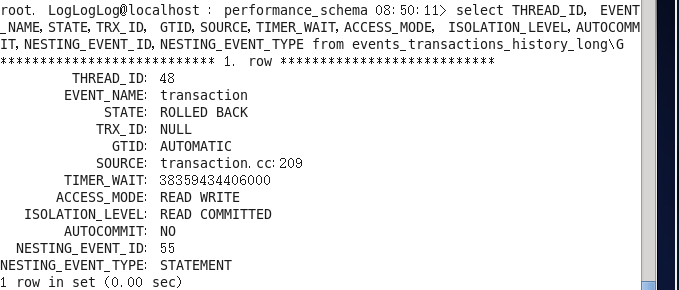 root. LogLogLog@localhost : performance_schema 08:50:11> select THREAD_ID, EVENT
_NAME, STATE, TRX_ID, GTID, SOURCE, TIMER_WAIT, ACCESS_MODE, ISOLATION_LEVEL, AUTOCOMM
IT, NESTING_EVENT_ID, NESTING_EVENT_TYPE from events_transactions_history_long\G
*************************** 1. row ***************************
THREAD_ID: 48
EVENT_NAME: transaction
STATE: ROLLED BACK
TRX_ID: NULL
GTID: AUTOMATIC
SOURCE: transaction.cc:209
TIMER_WAIT: 38359434406000
ACCESS_MODE: READ WRITE
ISOLATION_LEVEL: READ COMMITTED
AUTOCOMMIT: NO
NESTING_EVENT_ID: 55
NESTING_EVENT_TYPE: STATEMENT
1 row in set (0.00 sec)